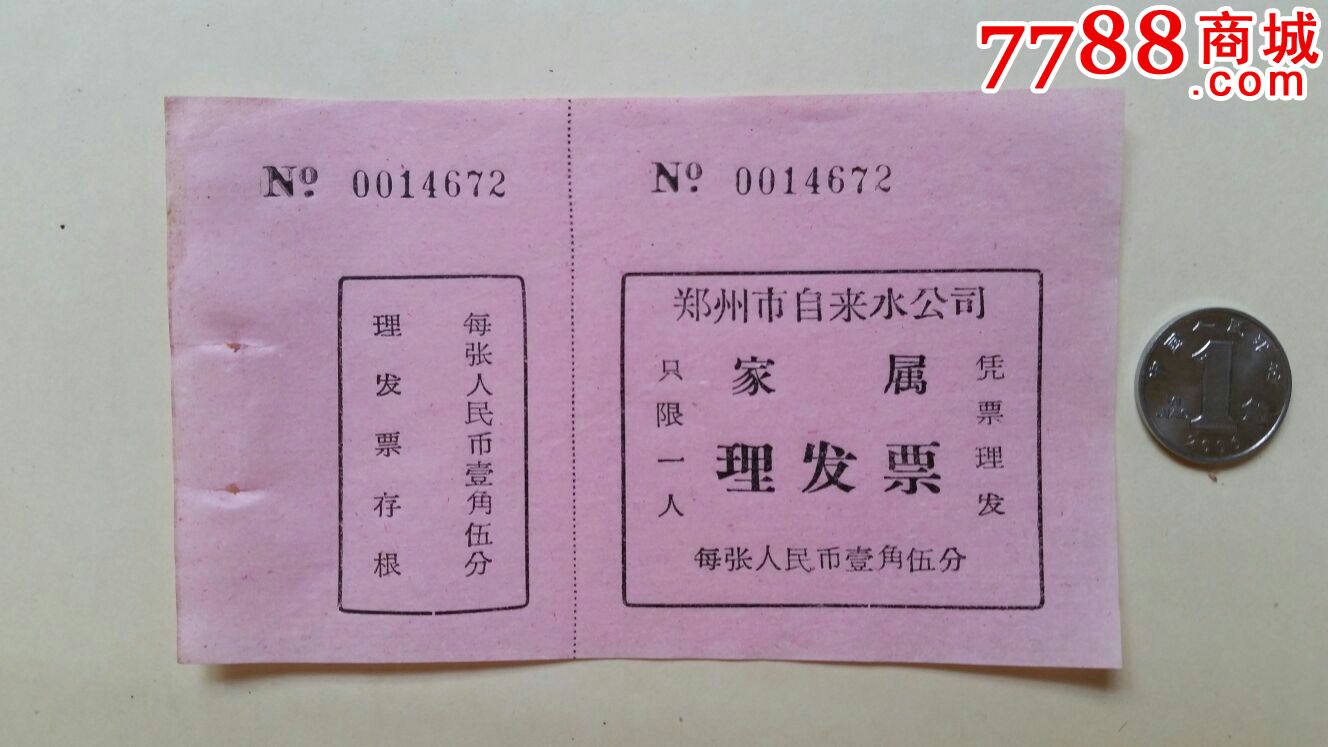 7788商城
.com
№ 0014672
每张人民币壹角伍分
理发票存根
№ 0014672
郑州市自来水公司
凭票理发
家属
只限一人
理发票
每张人民币壹角伍分
1